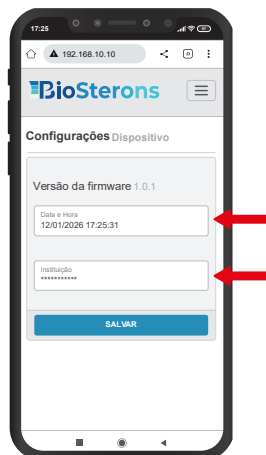 17:25
192.168.10.10
BioSterons
Configurações Dispositivo
Versão da firmware 1.0.1
Data e Hora
12/01/2026 17:25:31
Instituição
***********
SALVAR